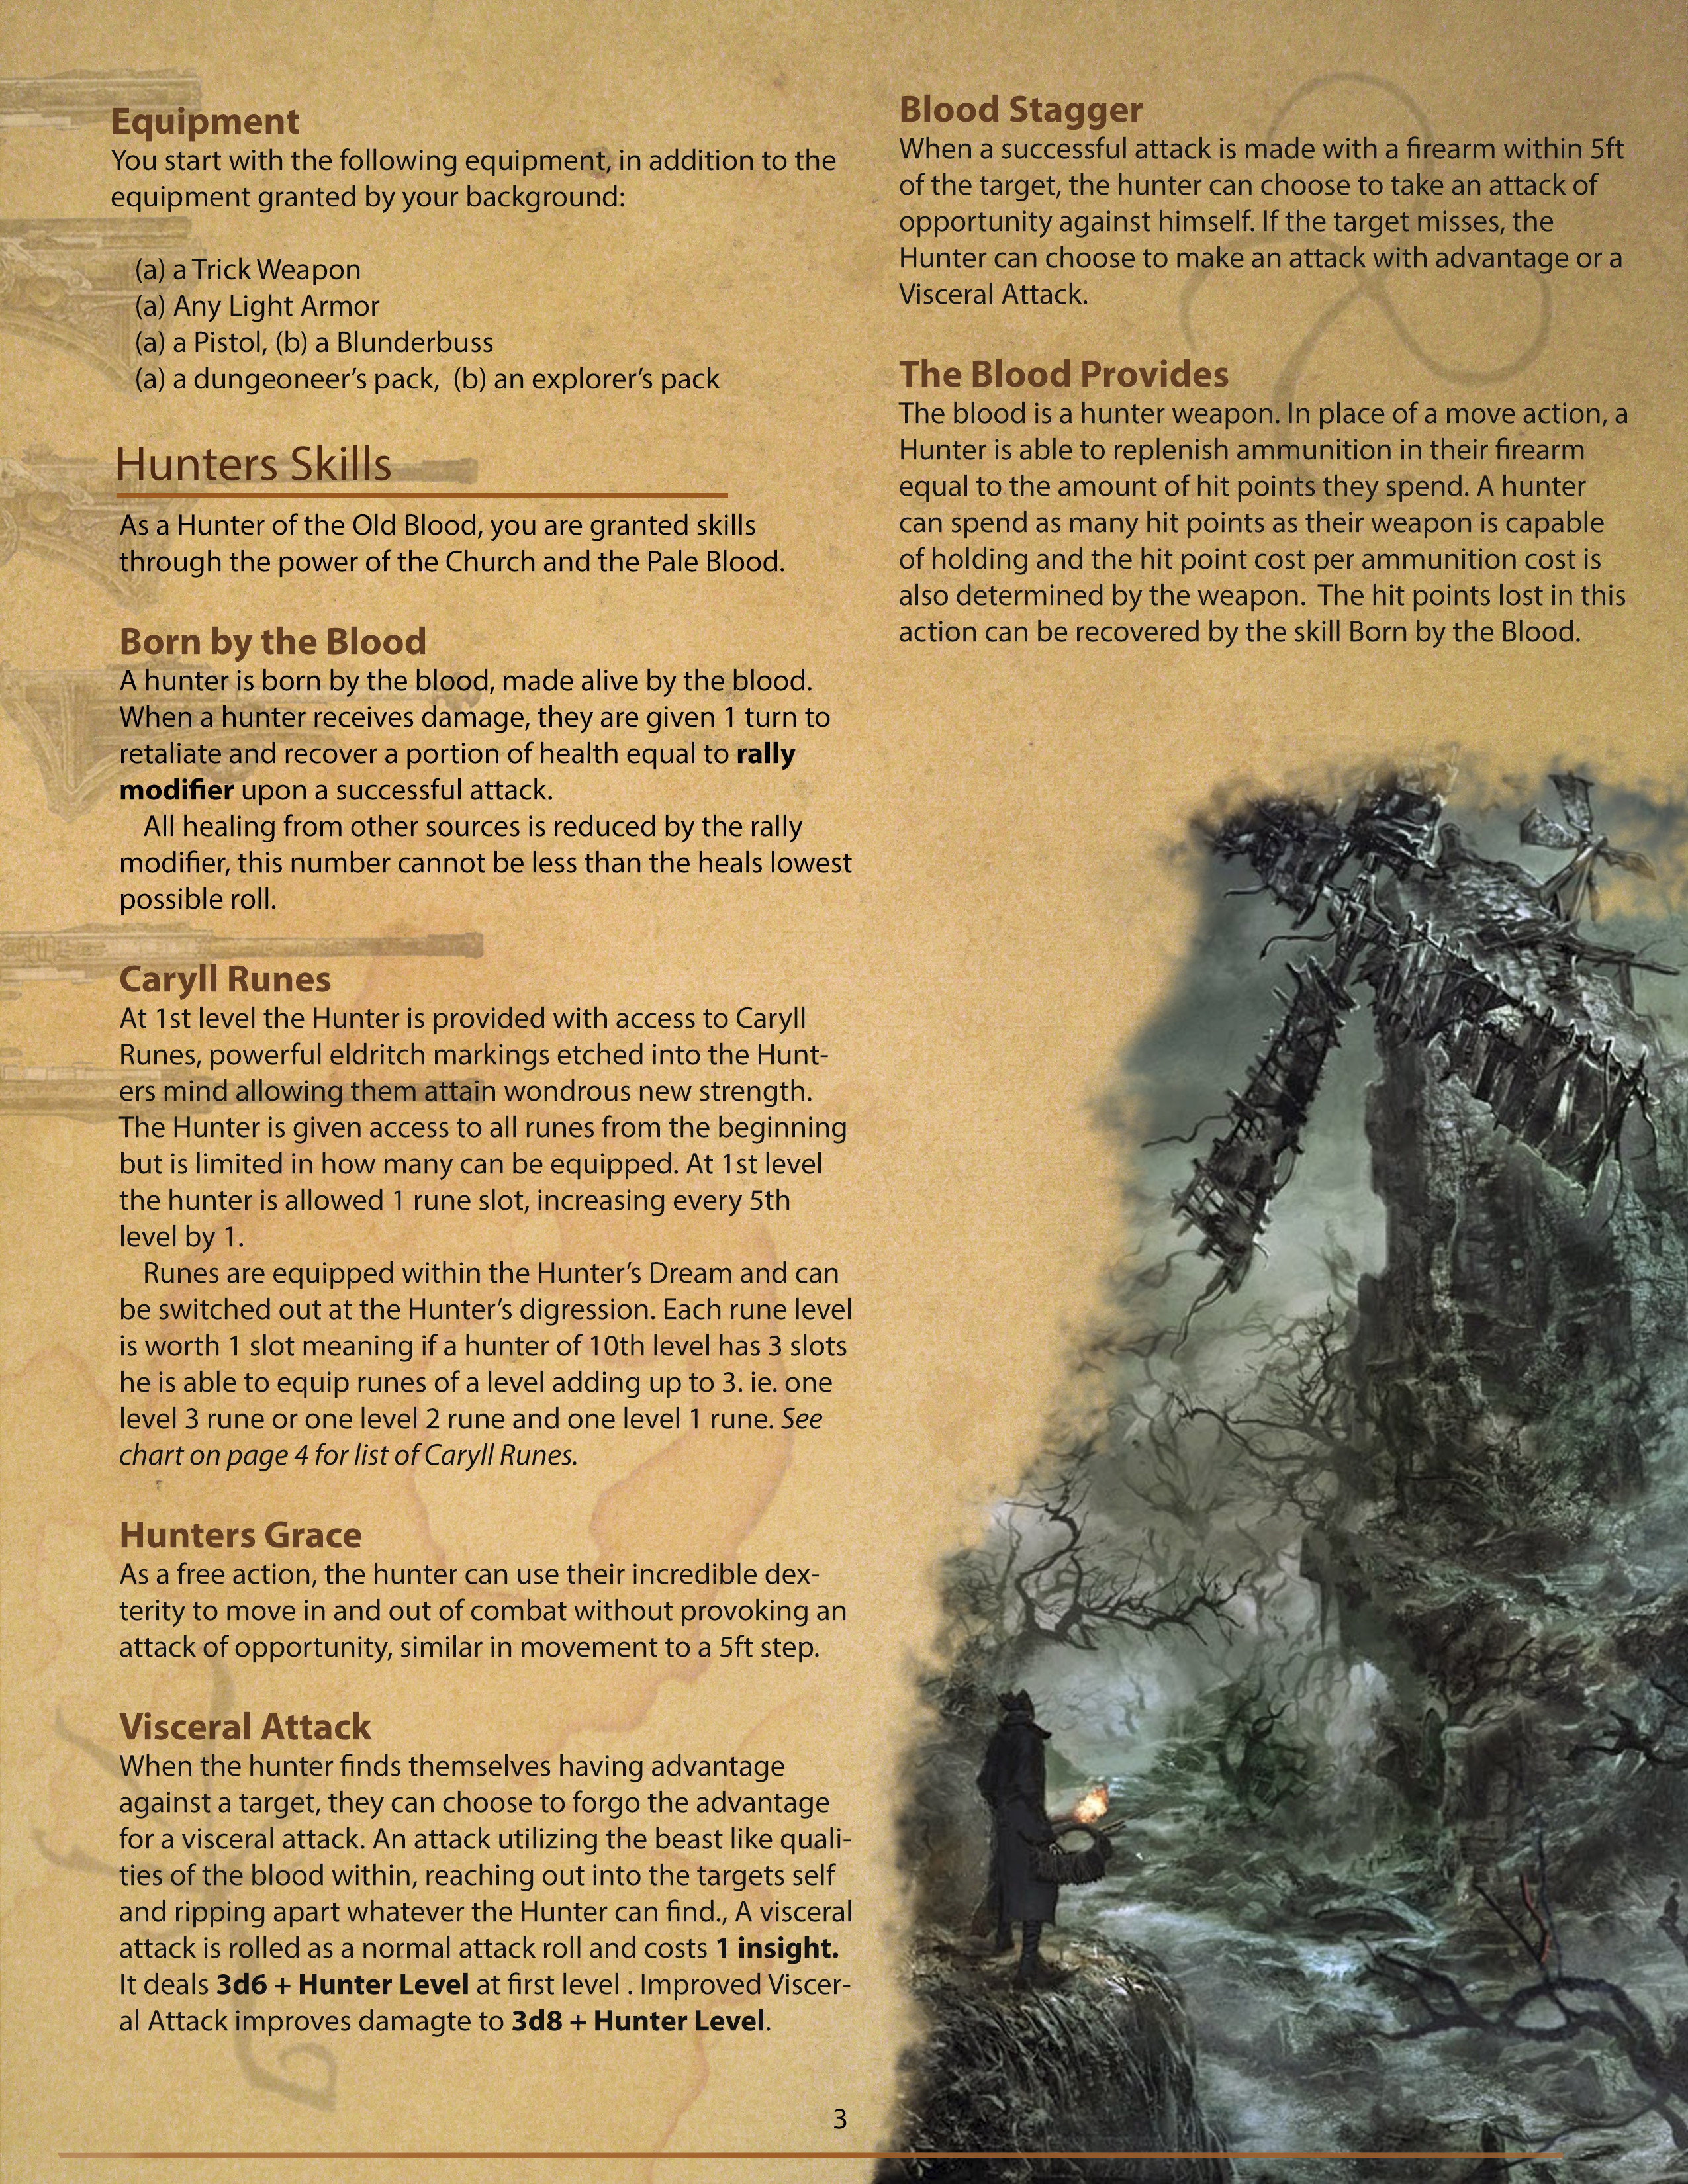 Equipment
You start with the following equipment, in addition to the
equipment granted by your background:
(a) a Trick Weapon
(a) Any Light Armor
(a) a Pistol, (b) a Blunderbuss
(a) a dungeoneer's pack,  (b) an explorer's pack
Hunters Skills
As a Hunter of the Old Blood, you are granted skills
through the power of the Church and the Pale Blood.
Born by the Blood
A hunter is born by the blood, made alive by the blood.
When a hunter receives damage, they are given 1 turn to
retaliate and recover a portion of health equal to rally
modifier upon a successful attack.
All healing from other sources is reduced by the rally
modifier, this number cannot be less than the heals lowest
possible roll.
Caryll Runes
At 1st level the Hunter is provided with access to Caryll
Runes, powerful eldritch markings etched into the Hunt-
ers mind allowing them attain wondrous new strength.
The Hunter is given access to all runes from the beginning
but is limited in how many can be equipped. At 1st level
the hunter is allowed 1 rune slot, increasing every 5th
level by 1.
Runes are equipped within the Hunter's Dream and can
be switched out at the Hunter's digression. Each rune level
is worth 1 slot meaning if a hunter of 10th level has 3 slots
he is able to equip runes of a level adding up to 3. ie. one
level 3 rune or one level 2 rune and one level 1 rune. See
chart on page 4 for list of Caryll Runes.
Hunters Grace
As a free action, the hunter can use their incredible dex-
terity to move in and out of combat without provoking an
attack of opportunity, similar in movement to a 5ft step.
Visceral Attack
When the hunter finds themselves having advantage
against a target, they can choose to forgo the advantage
for a visceral attack. An attack utilizing the beast like quali-
ties of the blood within, reaching out into the targets self
and ripping apart whatever the Hunter can find., A visceral
attack is rolled as a normal attack roll and costs 1 insight.
It deals 3d6 + Hunter Level at first level . Improved Viscer-
al Attack improves damagte to 3d8 + Hunter Level.
Blood Stagger
When a successful attack is made with a firearm within 5ft
of the target, the hunter can choose to take an attack of
opportunity against himself. If the target misses, the
Hunter can choose to make an attack with advantage or a
Visceral Attack.
The Blood Provides
The blood is a hunter weapon. In place of a move action, a
Hunter is able to replenish ammunition in their firearm
equal to the amount of hit points they spend. A hunter
can spend as many hit points as their weapon is capable
of holding and the hit point cost per ammunition cost is
also determined by the weapon.  The hit points lost in this
action can be recovered by the skill Born by the Blood.
3